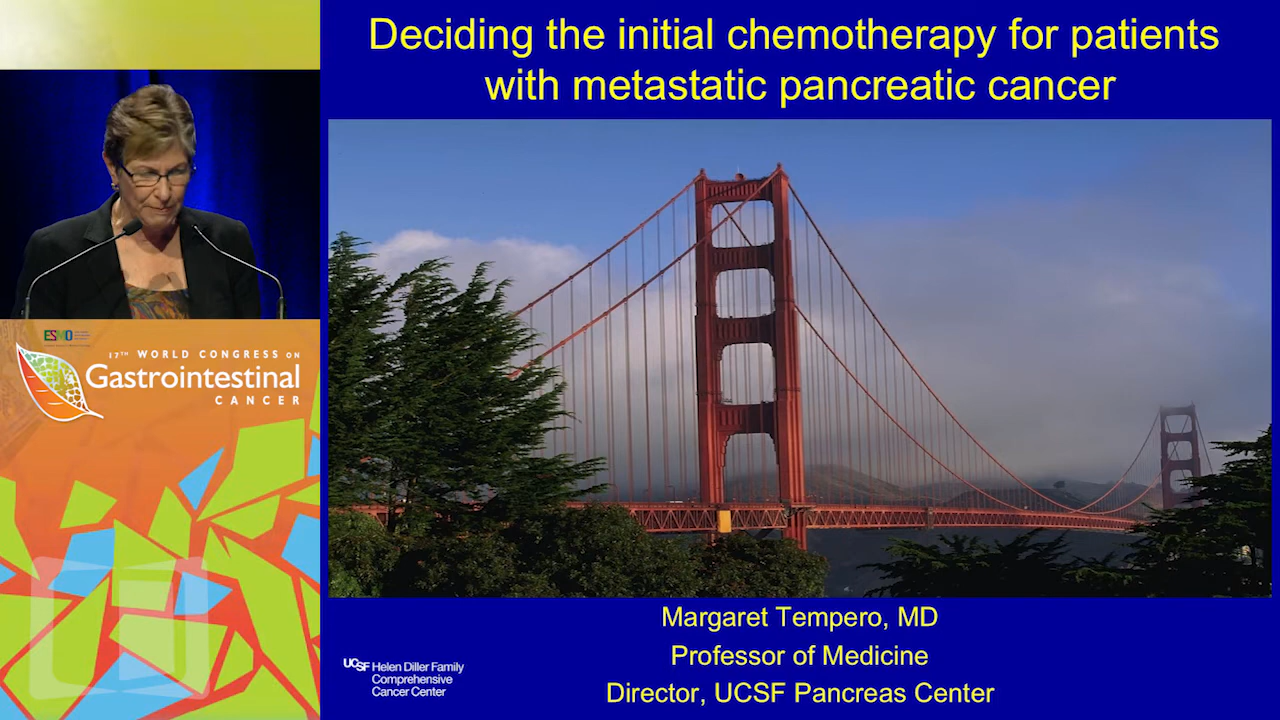 Deciding the initial chemotherapy for patients
with metastatic pancreatic cancer
ESMO
17TH WORLD CONGRESS ON
Gastrointestinal
CANCER
Margaret Tempero, MD
Professor of Medicine
Director, UCSF Pancreas Center
UCSF Helen Diller Family
Comprehensive
Cancer Center